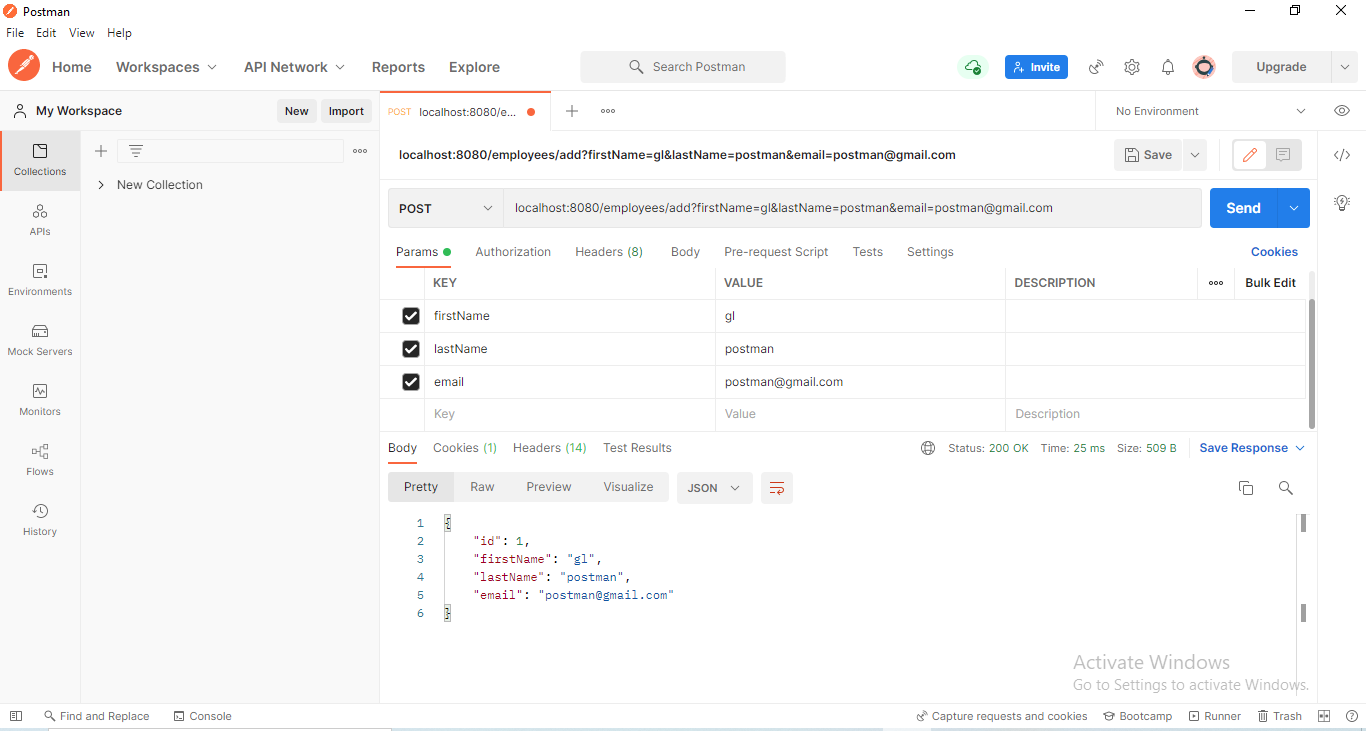 Postman
File Edit View Help
Home Workspaces API Network Reports Explore Search Postman Invite Upgrade
My Workspace New Import POST localhost:8080/e... No Environment
localhost:8080/employees/add?firstName=gl&lastName=postman&email=postman@gmail.com Save
Collections
New Collection
APIs
Environments
Mock Servers
Monitors
Flows
History
POST localhost:8080/employees/add?firstName=gl&lastName=postman&email=postman@gmail.com Send
Params Authorization Headers (8) Body Pre-request Script Tests Settings Cookies
KEY VALUE DESCRIPTION Bulk Edit
firstName gl
lastName postman
email postman@gmail.com
Key Value Description
Body Cookies (1) Headers (14) Test Results Status: 200 OK Time: 25 ms Size: 509 B Save Response
Pretty Raw Preview Visualize JSON
1 {
2 "id": 1,
3 "firstName": "gl",
4 "lastName": "postman",
5 "email": "postman@gmail.com"
6 }
Activate Windows
Go to Settings to activate Windows.
Find and Replace Console Capture requests and cookies Bootcamp Runner Trash